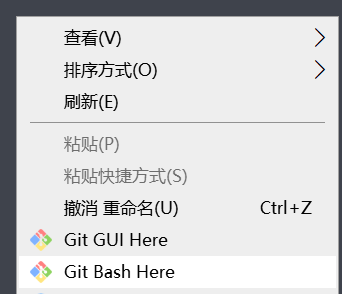 查看(V)
排序方式(O)
刷新(E)
粘贴(P)
粘贴快捷方式(S)
撤消 重命名(U) Ctrl+Z
Git GUI Here
Git Bash Here